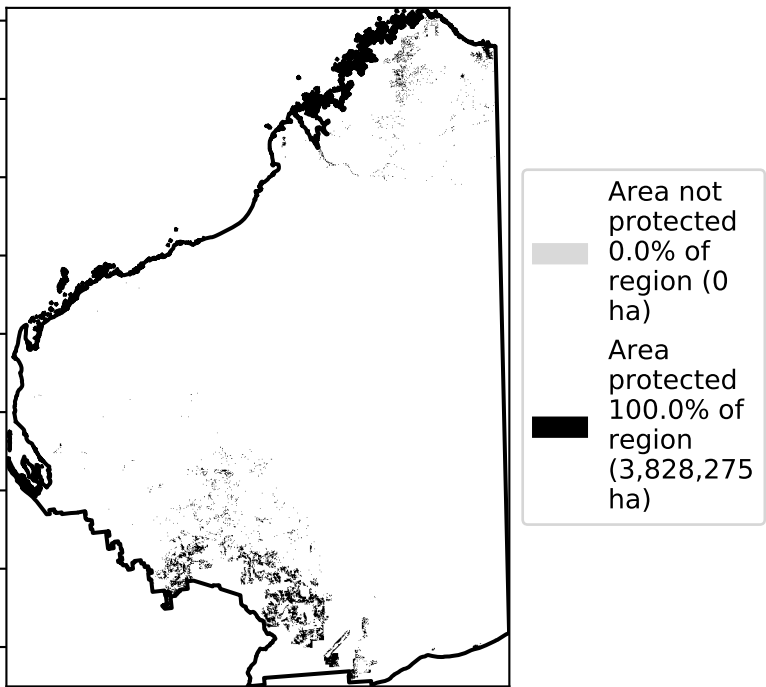 Area not
protected
0.0% of
region (0
ha)
Area
protected
100.0% of
region
(3,828,275
ha)